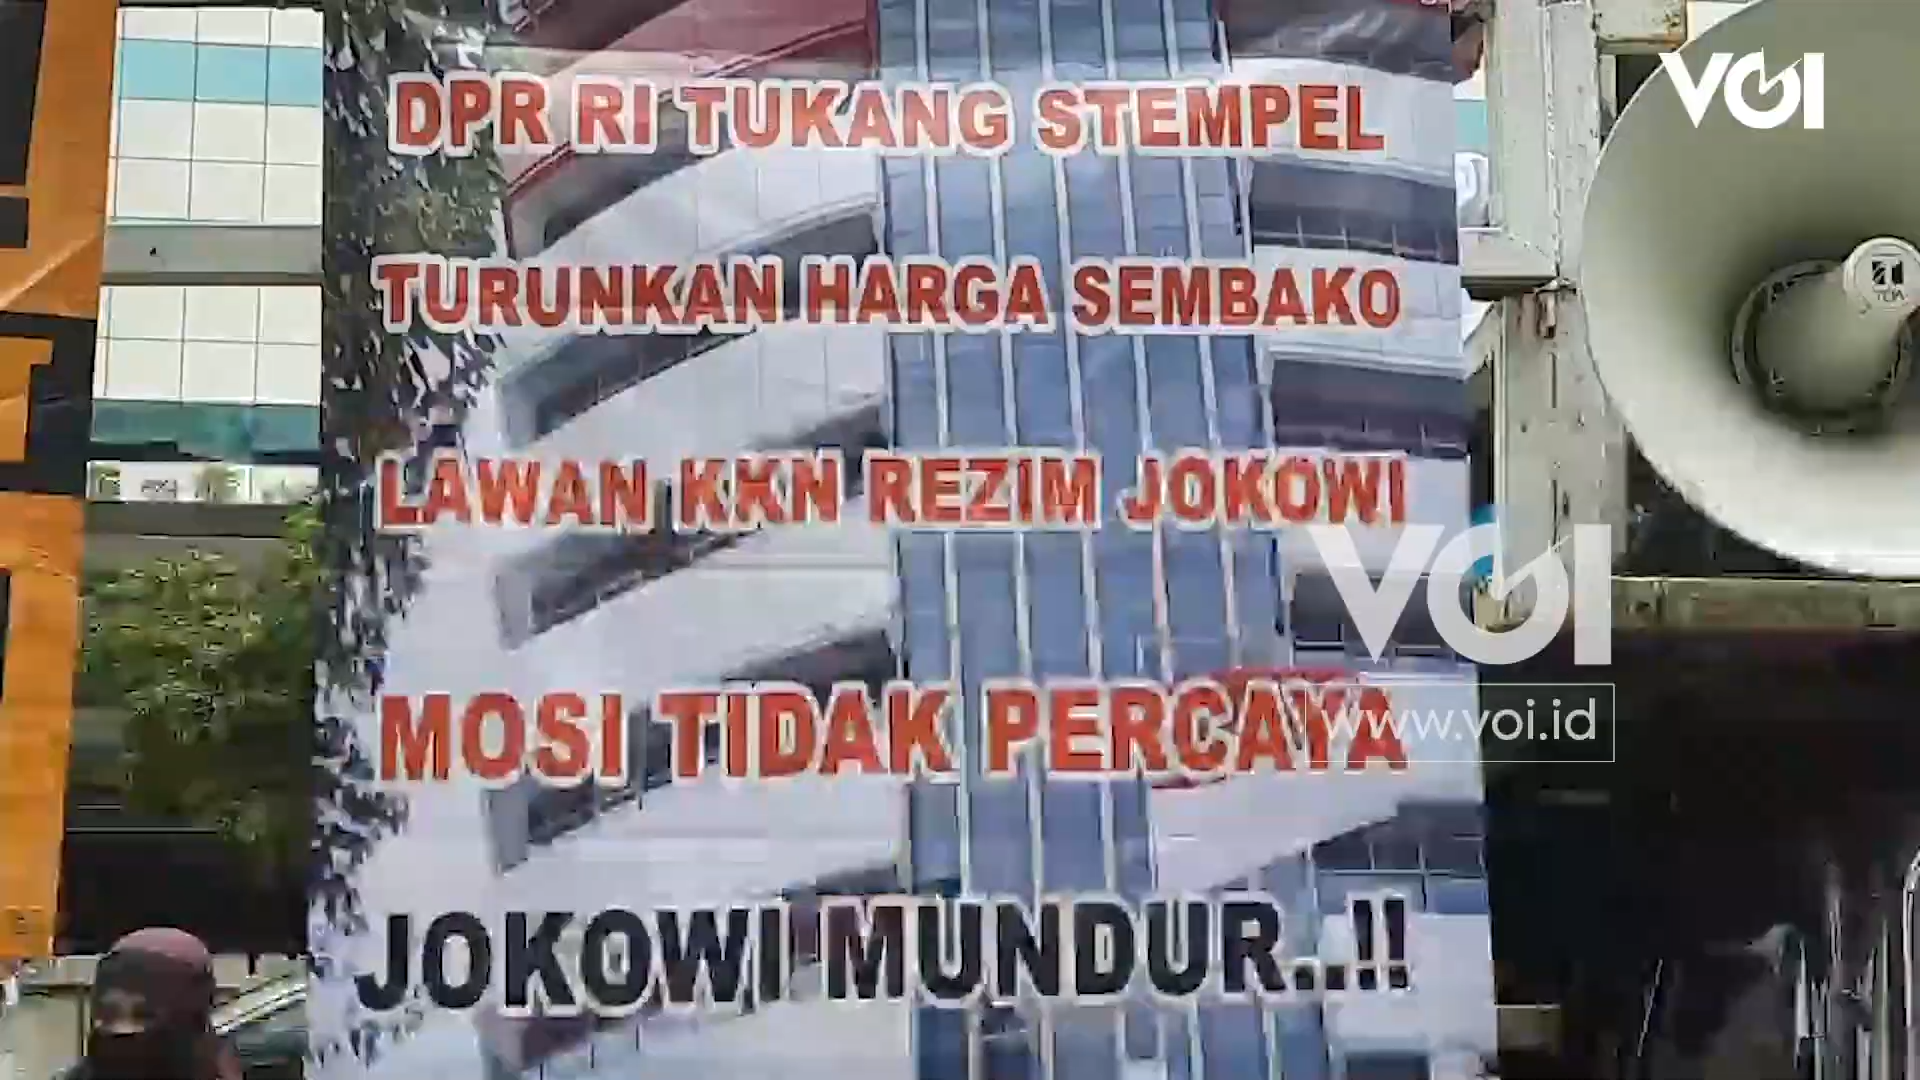 VOI
DPR RI TUKANG STEMPEL
TURUNKAN HARGA SEMBAKO
TOA
LAWAN KKN REZIM JOKOWI
VOI
MOSI TIDAK PERCAYA
www.voi.id
JOKOWI MUNDUR..!!